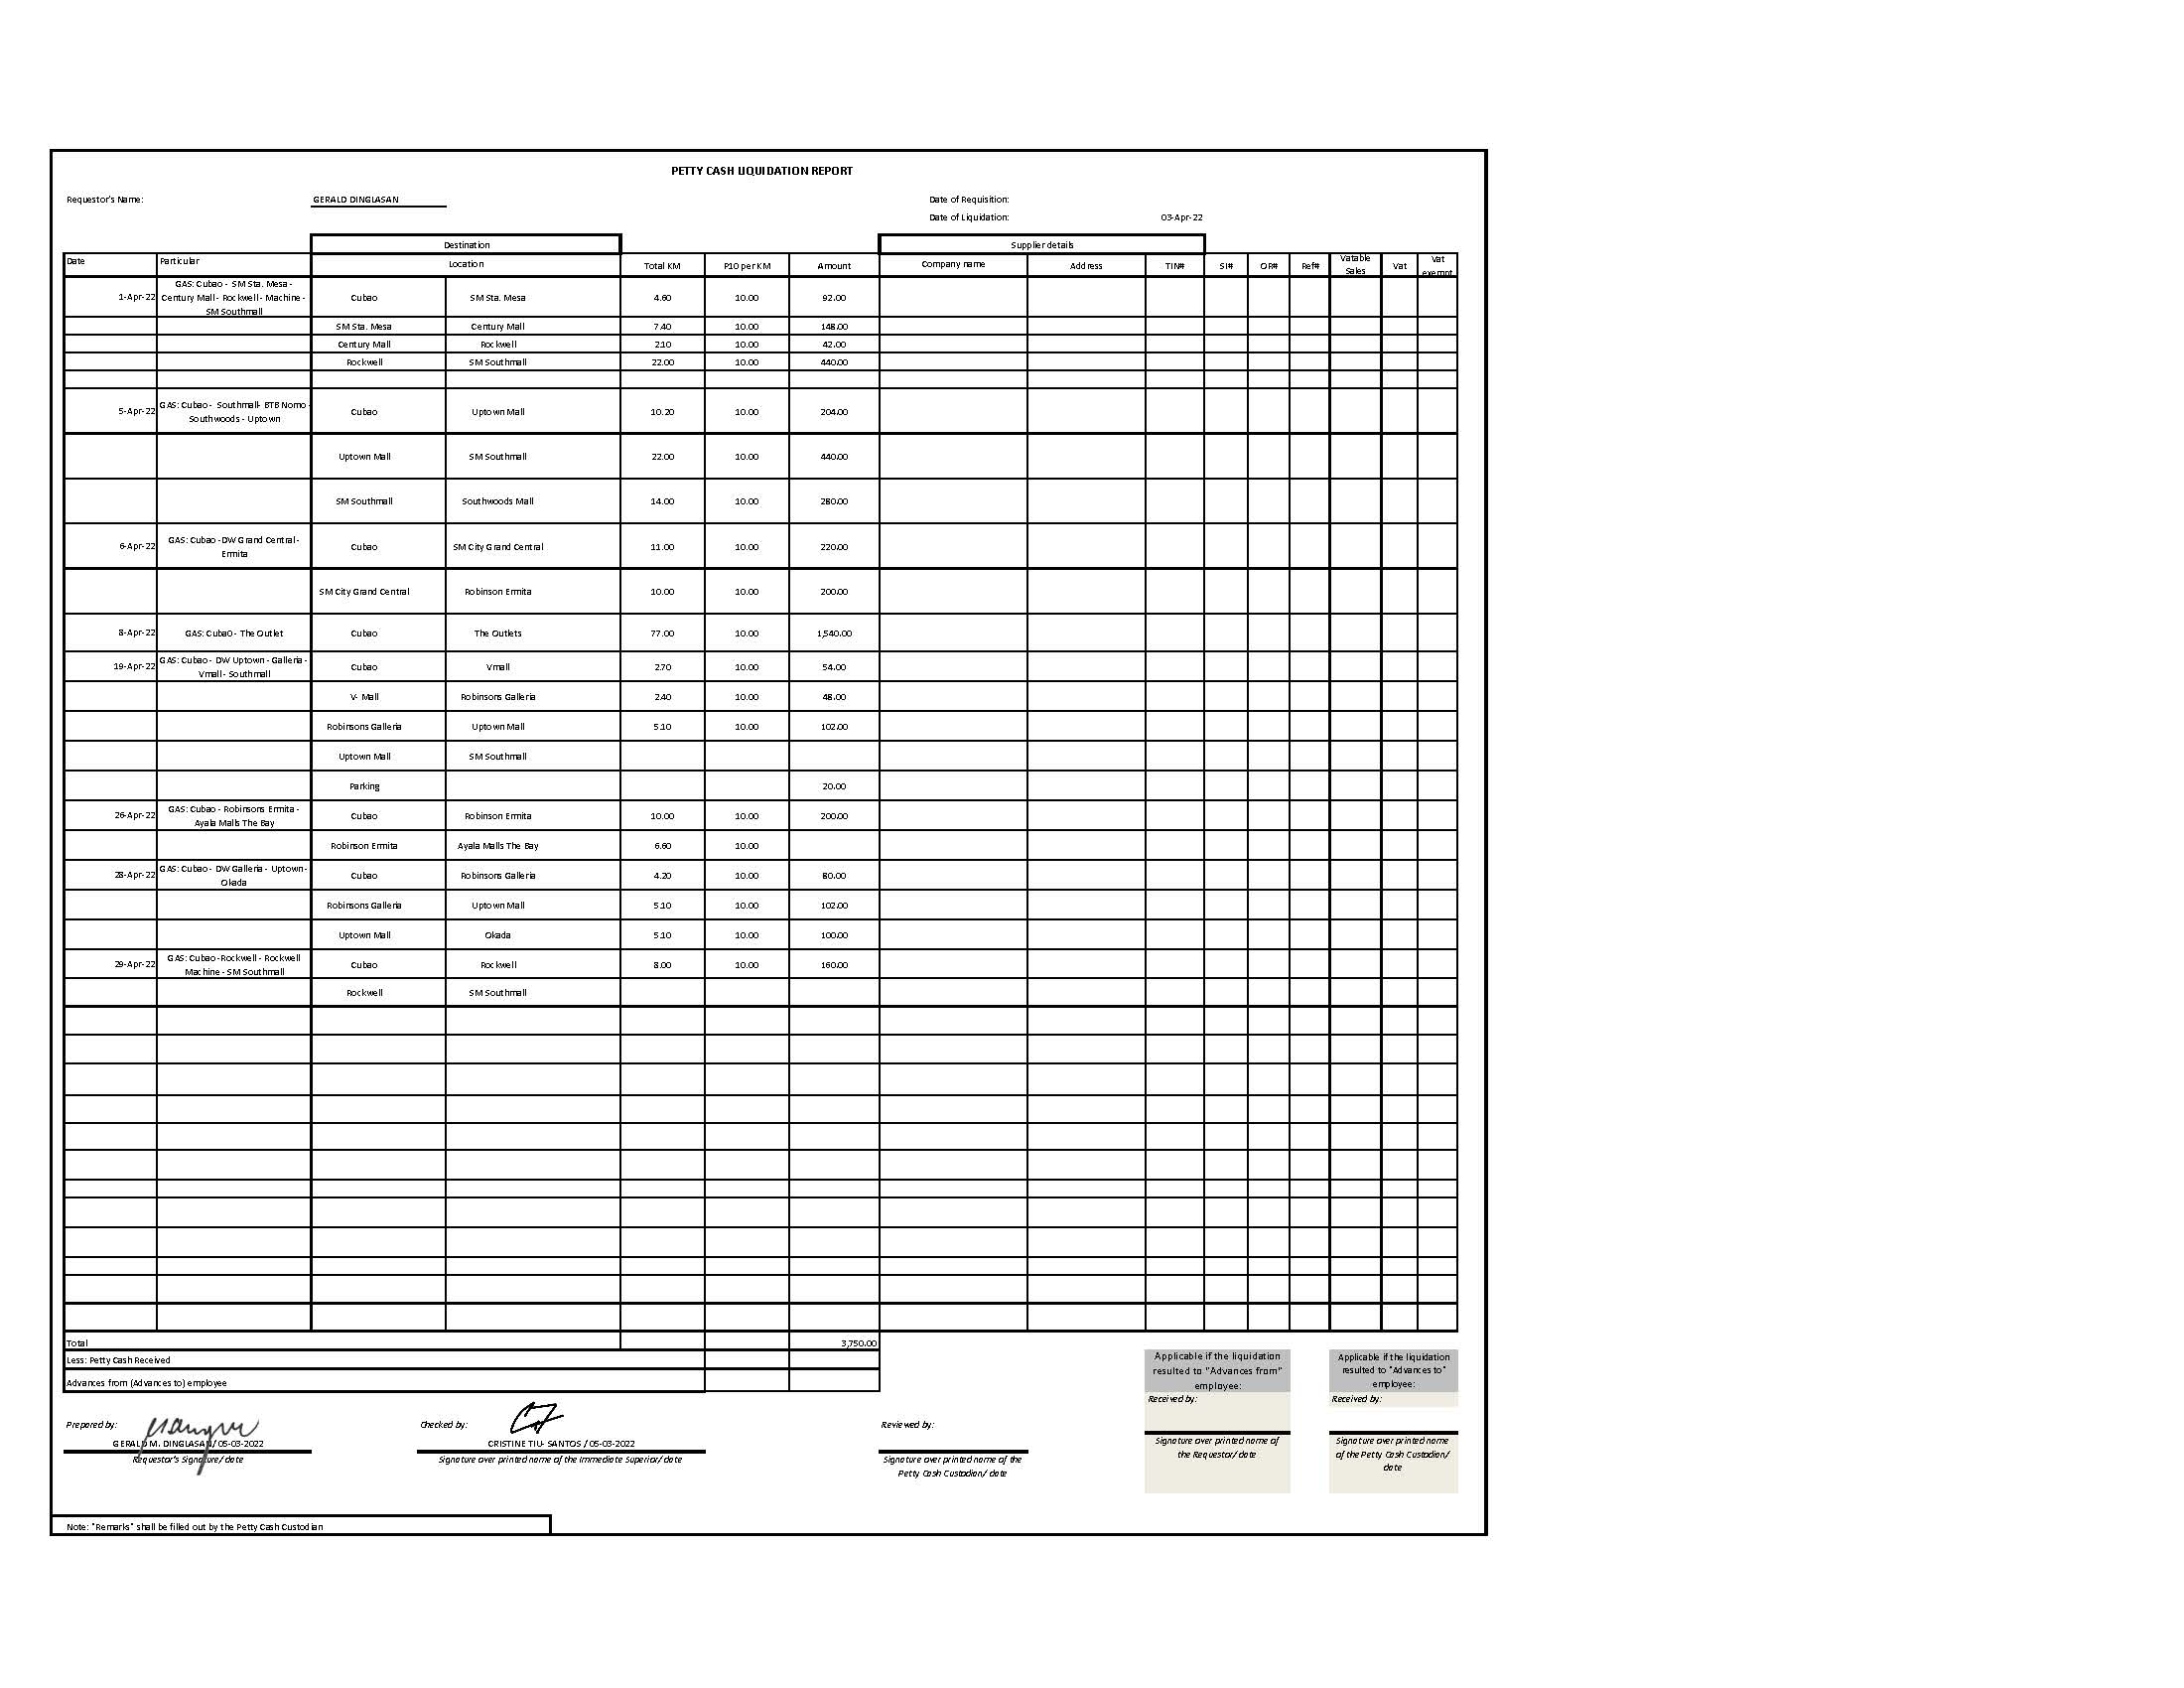 PETTY CASH LIQUIDATION REPORT
Requestor's Name: GERALD DINGLASAN Date of Requisition:
Date of Liquidation: 03-Apr-22
Destination Supplier details
Date Particular Location Total KM P10 per KM Amount Company name Address TIN# SI# OR# Ref# Vatable Sales Vat Vat exempt
1-Apr-22 GAS: Cubao - SM Sta. Mesa - Century Mall - Rockwell - Machine - SM Southmall Cubao SM Sta. Mesa 4.60 10.00 92.00
SM Sta. Mesa Century Mall 7.40 10.00 148.00
Century Mall Rockwell 2.10 10.00 42.00
Rockwell SM Southmall 22.00 10.00 440.00
5-Apr-22 GAS: Cubao - Southmall- BTB Nomo - Southwoods - Uptown Cubao Uptown Mall 10.20 10.00 204.00
Uptown Mall SM Southmall 22.00 10.00 440.00
SM Southmall Southwoods Mall 14.00 10.00 280.00
6-Apr-22 GAS: Cubao -DW Grand Central - Ermita Cubao SM City Grand Central 11.00 10.00 220.00
SM City Grand Central Robinson Ermita 10.00 10.00 200.00
8-Apr-22 GAS: CubaO - The Outlet Cubao The Outlets 77.00 10.00 1,540.00
19-Apr-22 GAS: Cubao - DW Uptown - Galleria - Vmall - Southmall Cubao Vmall 2.70 10.00 54.00
V- Mall Robinsons Galleria 2.40 10.00 48.00
Robinsons Galleria Uptown Mall 5.10 10.00 102.00
Uptown Mall SM Southmall
Parking 20.00
26-Apr-22 GAS: Cubao - Robinsons Ermita - Ayala Malls The Bay Cubao Robinson Ermita 10.00 10.00 200.00
Robinson Ermita Ayala Malls The Bay 6.60 10.00
28-Apr-22 GAS: Cubao - DW Galleria - Uptown - Okada Cubao Robinsons Galleria 4.20 10.00 80.00
Robinsons Galleria Uptown Mall 5.10 10.00 102.00
Uptown Mall Okada 5.10 10.00 100.00
29-Apr-22 GAS: Cubao -Rockwell - Rockwell Machine - SM Southmall Cubao Rockwell 8.00 10.00 160.00
Rockwell SM Southmall
Total 3,750.00
Less: Petty Cash Received
Advances from (Advances to) employee
Applicable if the liquidation resulted to "Advances from" employee:
Applicable if the liquidation resulted to "Advances to" employee:
Received by: Received by:
Prepared by: Checked by: Reviewed by:
GERALD M. DINGLASAN/ 05-03-2022 CRISTINE TIU- SANTOS / 05-03-2022
Requestor's Signature/ date
Signature over printed name of the Immediate Superior/ date
Signature over printed name of the Petty Cash Custodian/ date
Signature over printed name of the Requestor/ date
Signature over printed name of the Petty Cash Custodian/ date
Note: "Remarks" shall be filled out by the Petty Cash Custodian